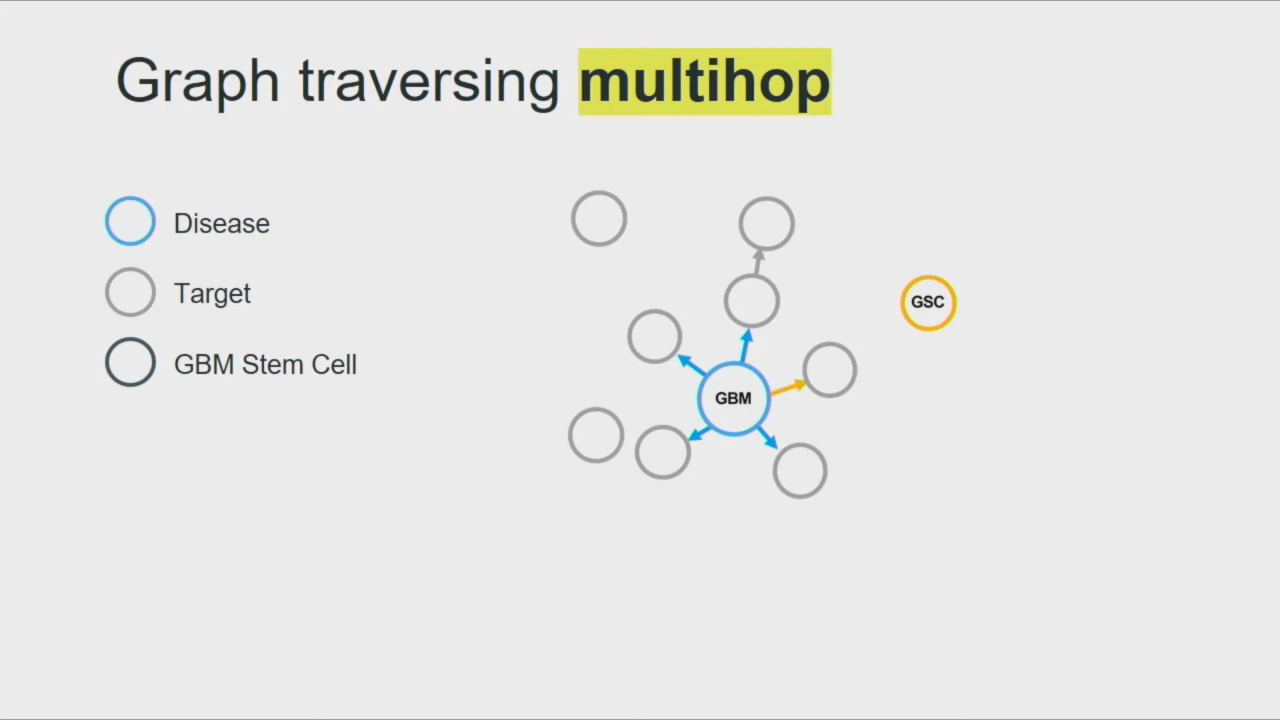 Graph traversing multihop
Disease
Target
GBM Stem Cell
GSC
GBM